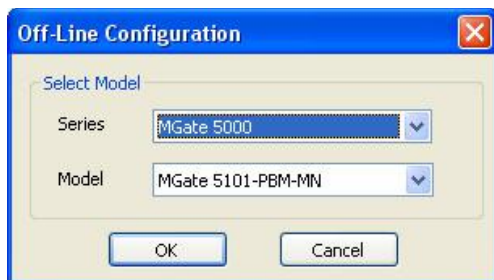 Off-Line Configuration
Select Model
Series MGate 5000
Model MGate 5101-PBM-MN
OK Cancel